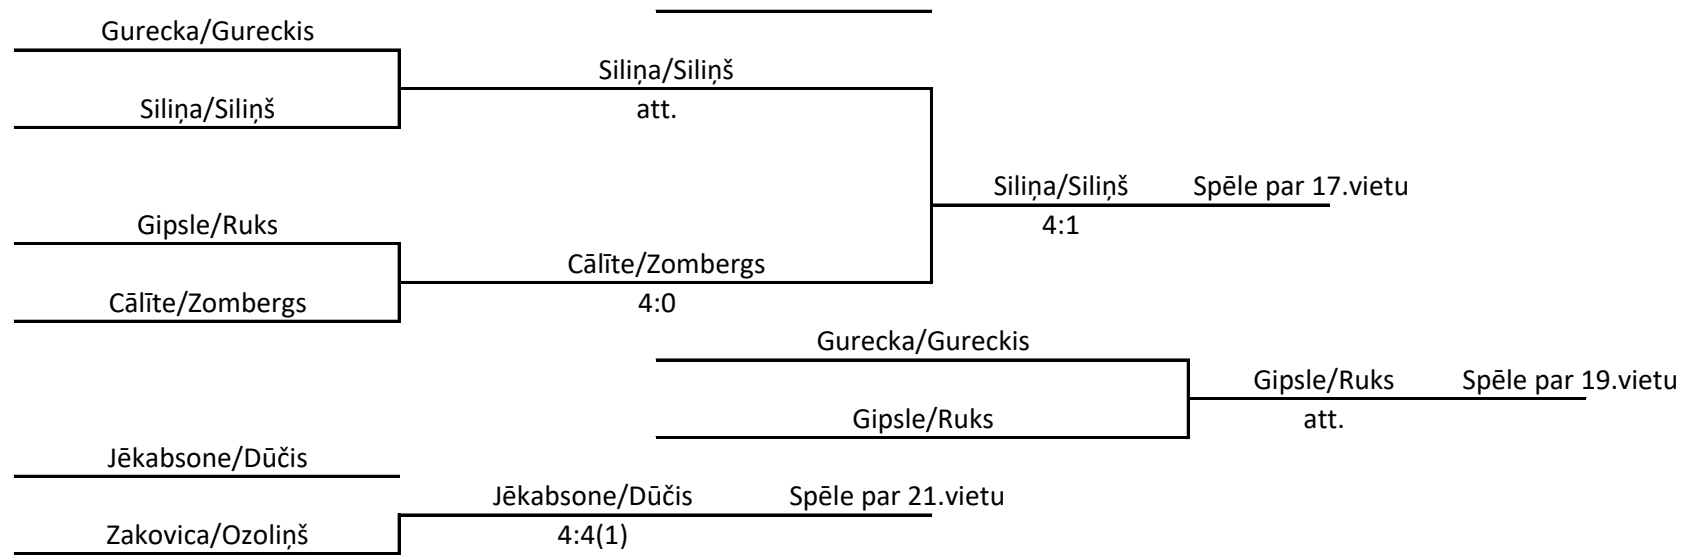 Gurecka/Gureckis
Siliņa/Siliņš
Siliņa/Siliņš
att.
Siliņa/Siliņš Spēle par 17.vietu
Gipsle/Ruks
4:1
Cālīte/Zombergs
Cālīte/Zombergs
4:0
Gurecka/Gureckis
Gipsle/Ruks Spēle par 19.vietu
Gipsle/Ruks
att.
Jēkabsone/Dūčis
Jēkabsone/Dūčis Spēle par 21.vietu
Zakovica/Ozoliņš
4:4(1)